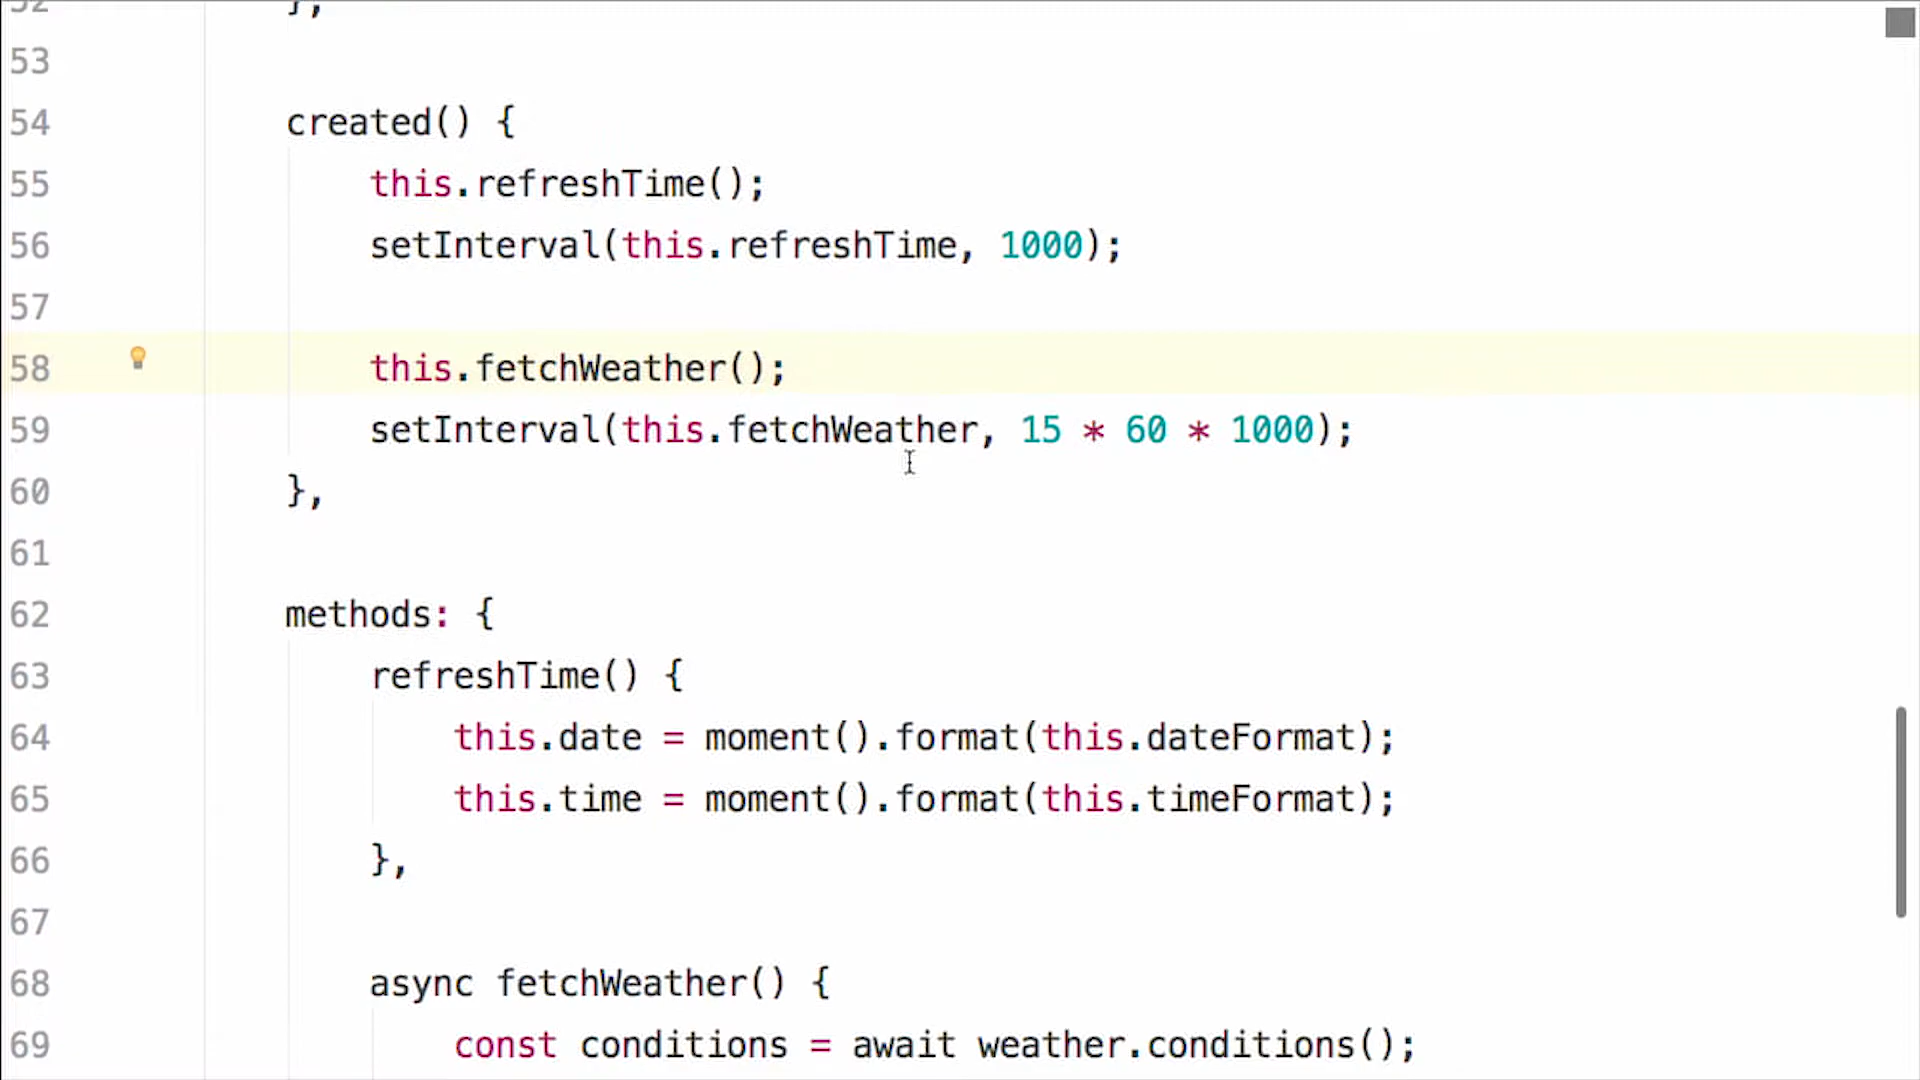 52 },
53
54 created() {
55 this.refreshTime();
56 setInterval(this.refreshTime, 1000);
57
58 this.fetchWeather();
59 setInterval(this.fetchWeather, 15 * 60 * 1000);
60 },
61
62 methods: {
63 refreshTime() {
64 this.date = moment().format(this.dateFormat);
65 this.time = moment().format(this.timeFormat);
66 },
67
68 async fetchWeather() {
69 const conditions = await weather.conditions();